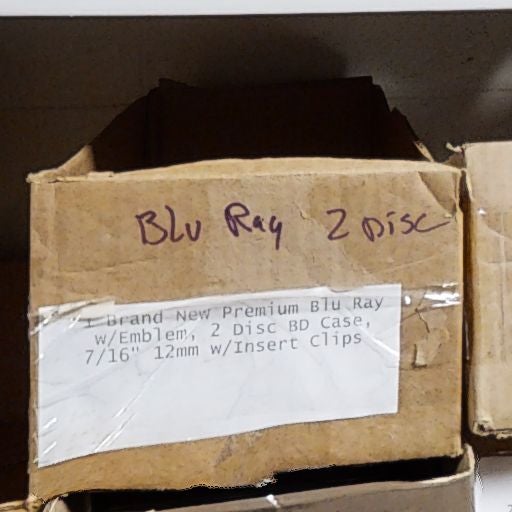 Blu Ray 2 Disc
1 Brand New Premium Blu Ray
w/Emblem, 2 Disc BD Case,
7/16" 12mm w/Insert Clips